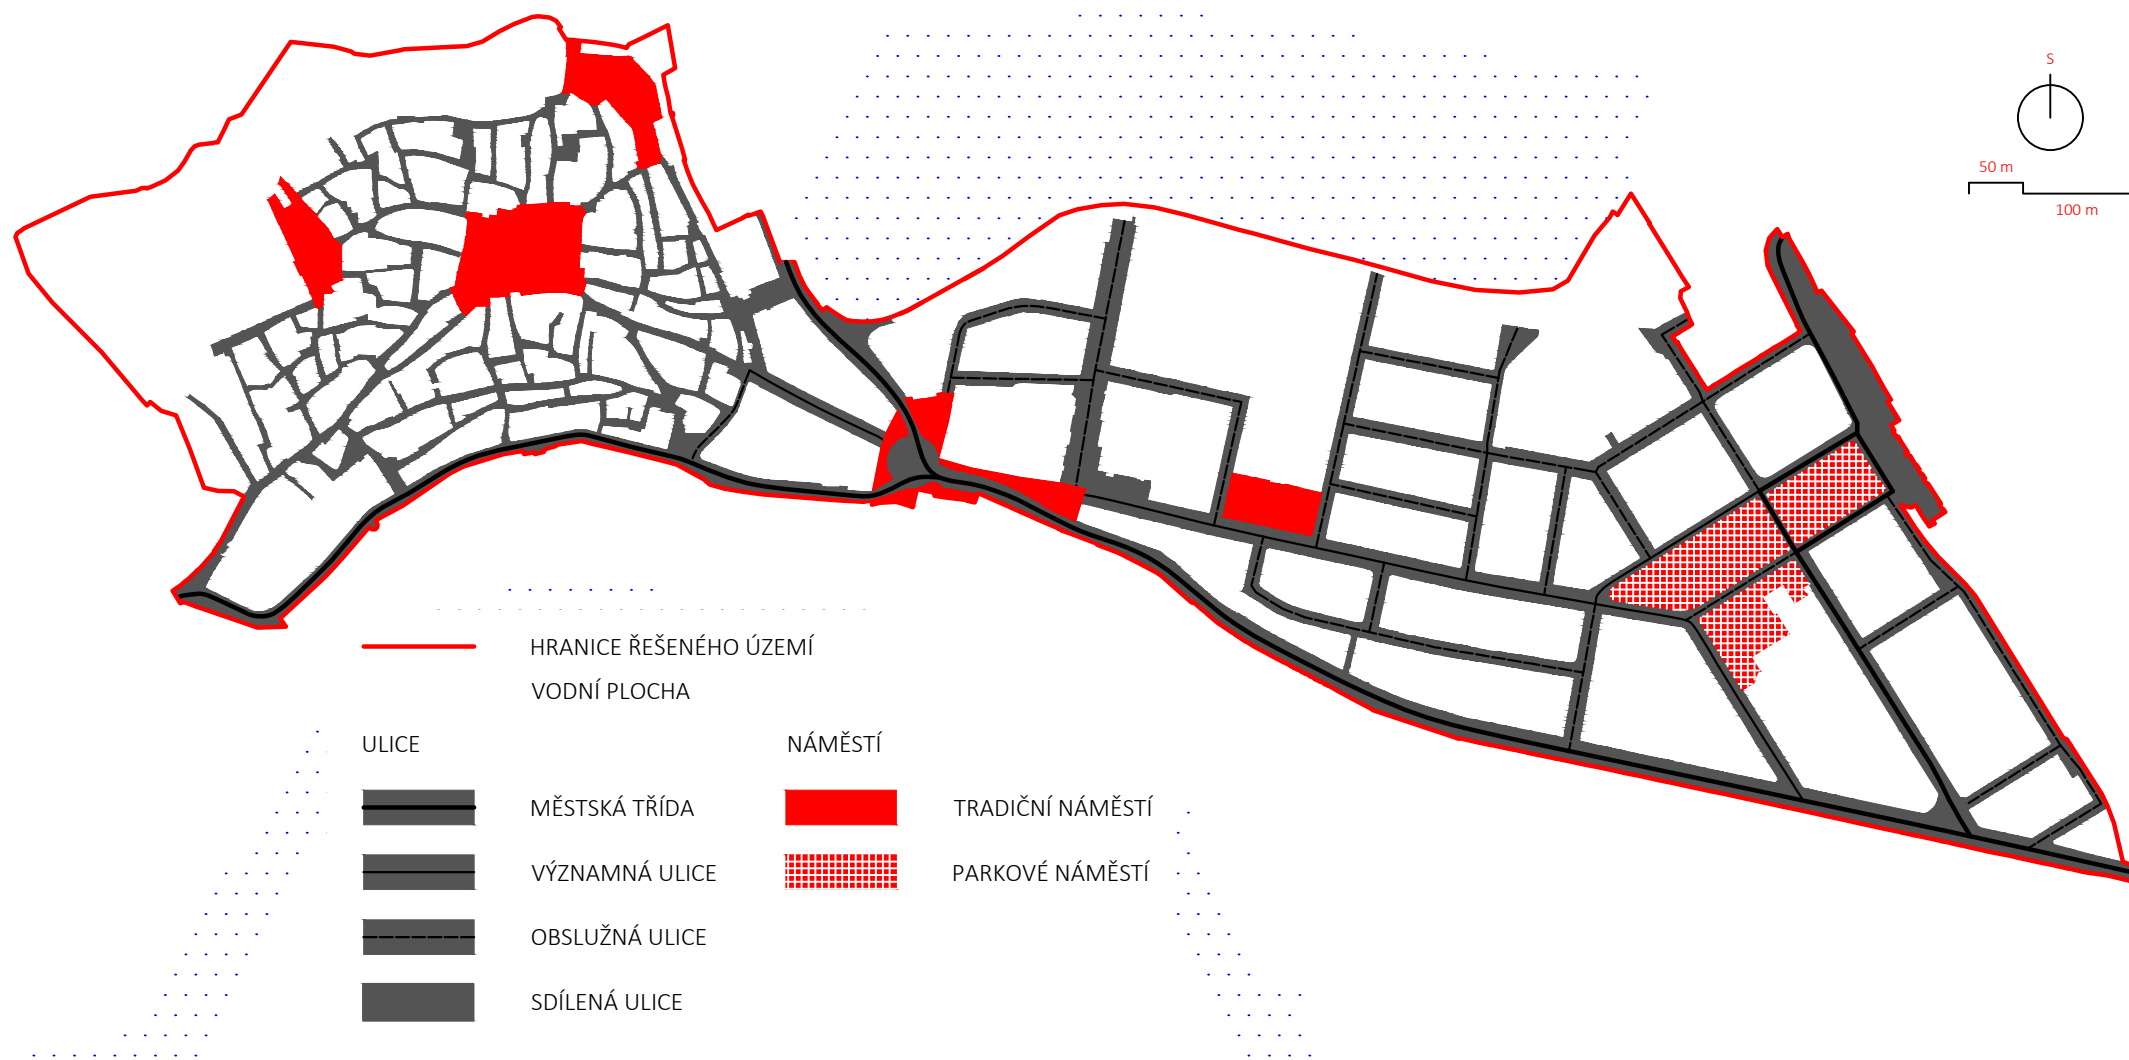 S
50 m
100 m
HRANICE ŘEŠENÉHO ÚZEMÍ
VODNÍ PLOCHA
ULICE
NÁMĚSTÍ
MĚSTSKÁ TŘÍDA
TRADIČNÍ NÁMĚSTÍ
VÝZNAMNÁ ULICE
PARKOVÉ NÁMĚSTÍ
OBSLUŽNÁ ULICE
SDÍLENÁ ULICE